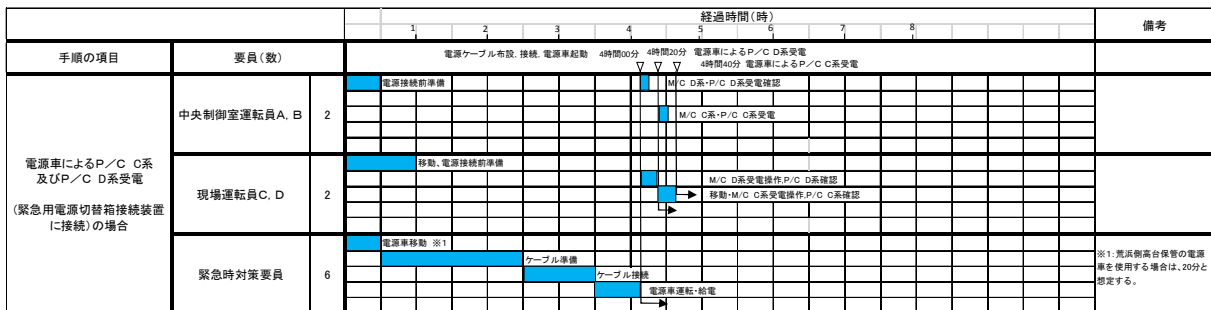 経過時間（時）
備考
1 2 3 4 5 6 7 8
手順の項目
要員（数）
電源ケーブル布設，接続，電源車起動 4時間00分 4時間20分 電源車によるP／C D系受電
4時間40分 電源車によるP／C C系受電
電源車によるP／C C系
及びP／C D系受電
（緊急用電源切替箱接続装置
に接続）の場合
中央制御室運転員A，B
2
電源接続前準備
M/C D系・P/C D系受電確認
M/C C系・P/C C系受電
現場運転員C，D
2
移動、電源接続前準備
M/C D系受電操作，P/C D系確認
移動・M/C C系受電操作，P/C C系確認
緊急時対策要員
6
電源車移動 ※1
ケーブル準備
ケーブル接続
電源車運転・給電
※1：荒浜側高台保管の電源
車を使用する場合は、20分と
想定する。